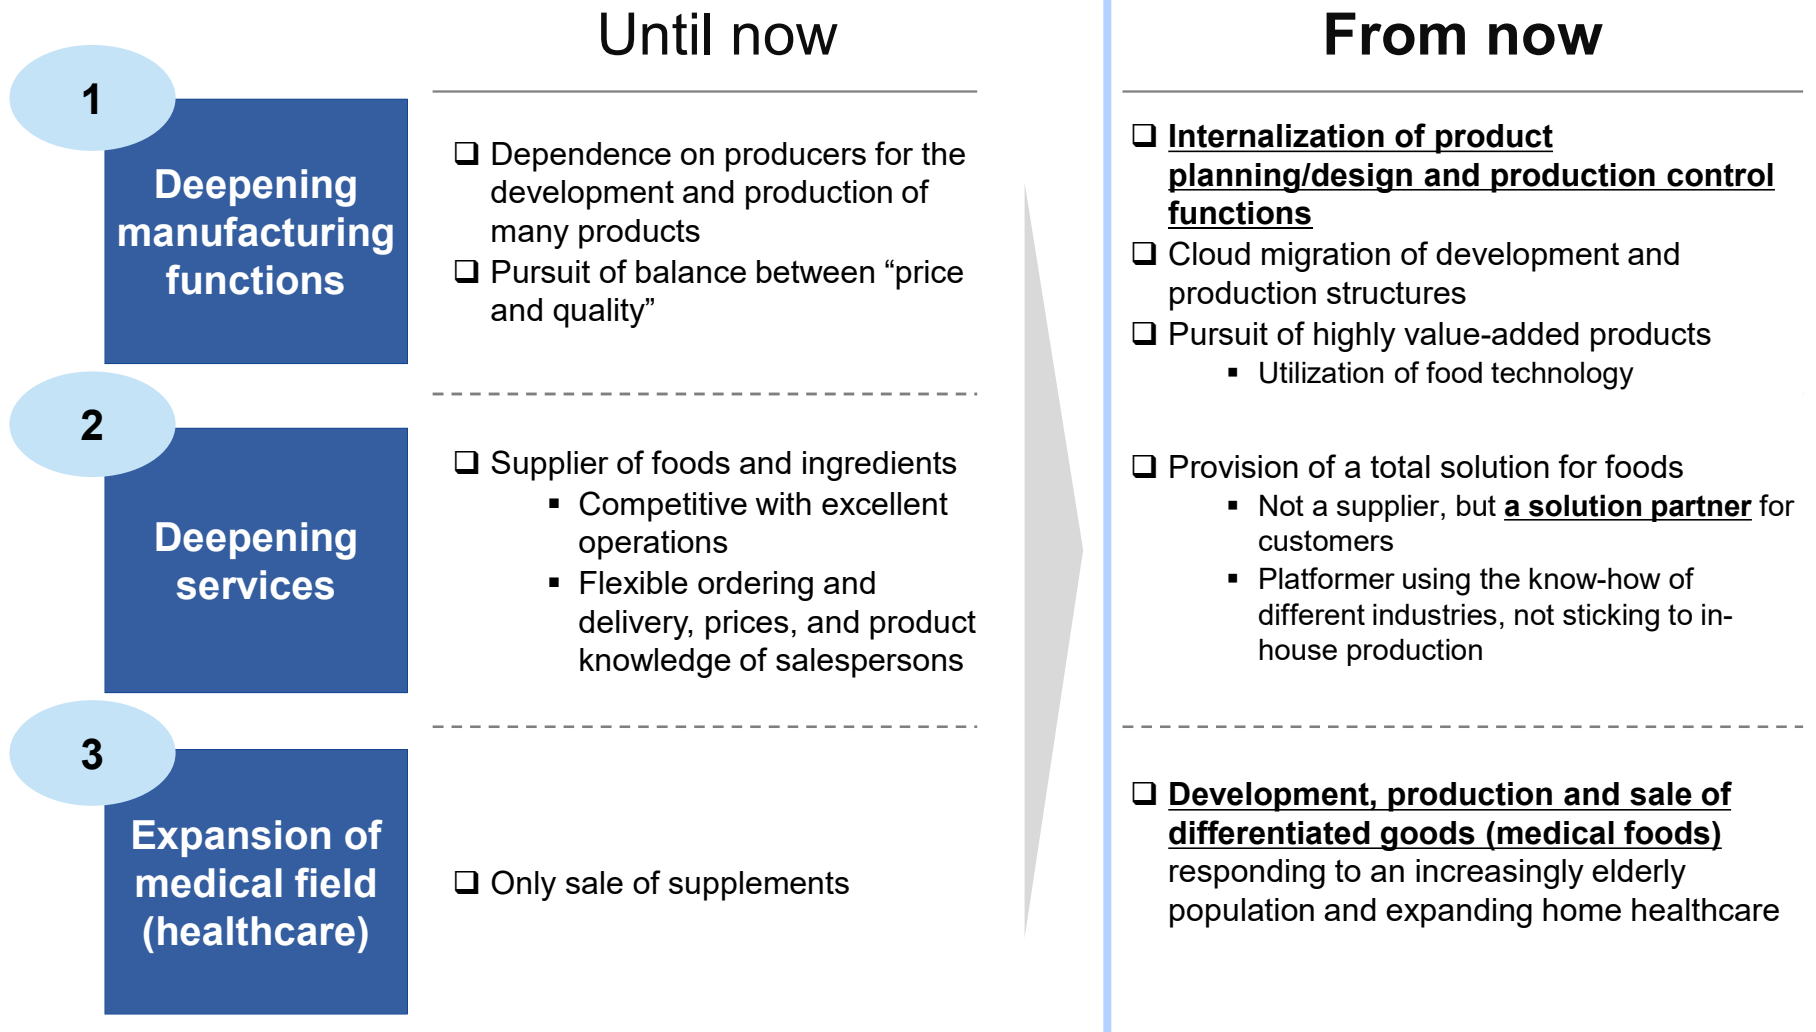 Until now
From now
1
Deepening
manufacturing
functions
❑ Dependence on producers for the
development and production of
many products
❑ Pursuit of balance between “price
and quality”
❑ Internalization of product
planning/design and production control
functions
❑ Cloud migration of development and
production structures
❑ Pursuit of highly value-added products
▪ Utilization of food technology
2
Deepening
services
❑ Supplier of foods and ingredients
▪ Competitive with excellent
operations
▪ Flexible ordering and
delivery, prices, and product
knowledge of salespersons
❑ Provision of a total solution for foods
▪ Not a supplier, but a solution partner for
customers
▪ Platformer using the know-how of
different industries, not sticking to in-
house production
3
Expansion of
medical field
(healthcare)
❑ Only sale of supplements
❑ Development, production and sale of
differentiated goods (medical foods)
responding to an increasingly elderly
population and expanding home healthcare